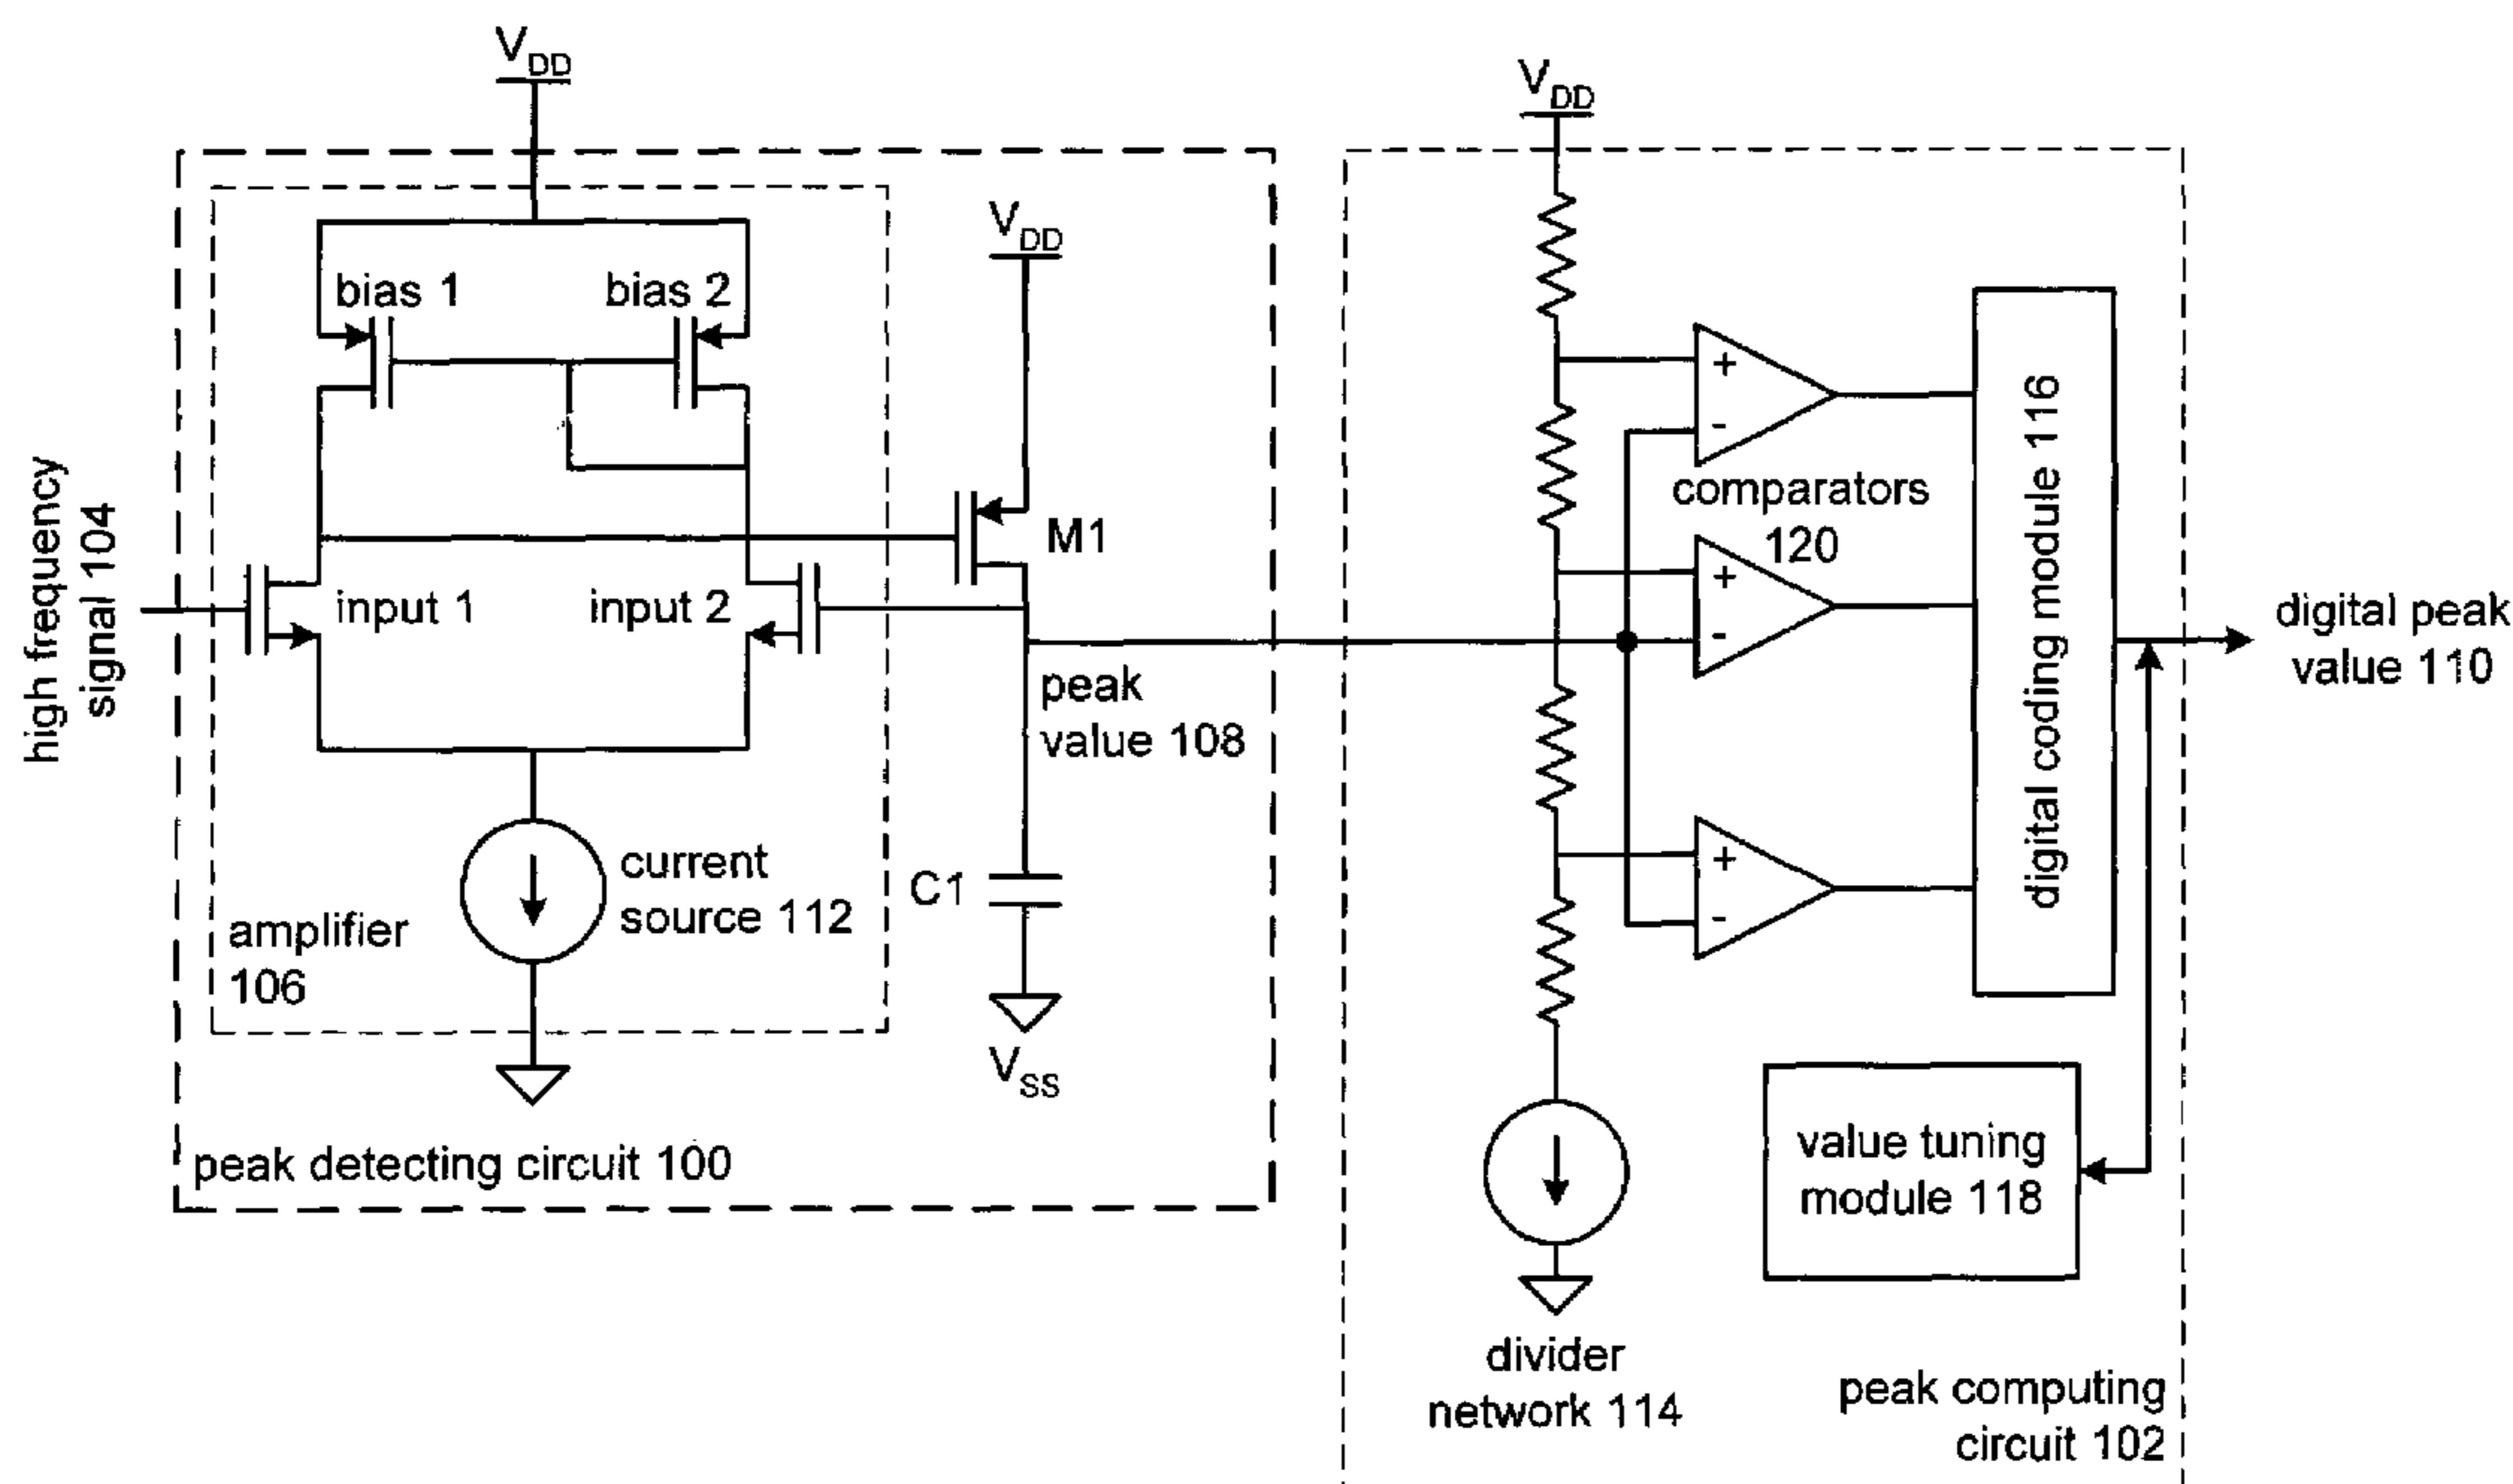 V_DD
V_DD
V_DD
bias 1
bias 2
high frequency
signal 104
input 1
input 2
M1
peak
value 108
current
source 112
C1
amplifier
106
V_SS
peak detecting circuit 100
+
-
comparators
120
+
-
+
-
digital coding module 116
digital peak
value 110
value tuning
module 118
divider
network 114
peak computing
circuit 102